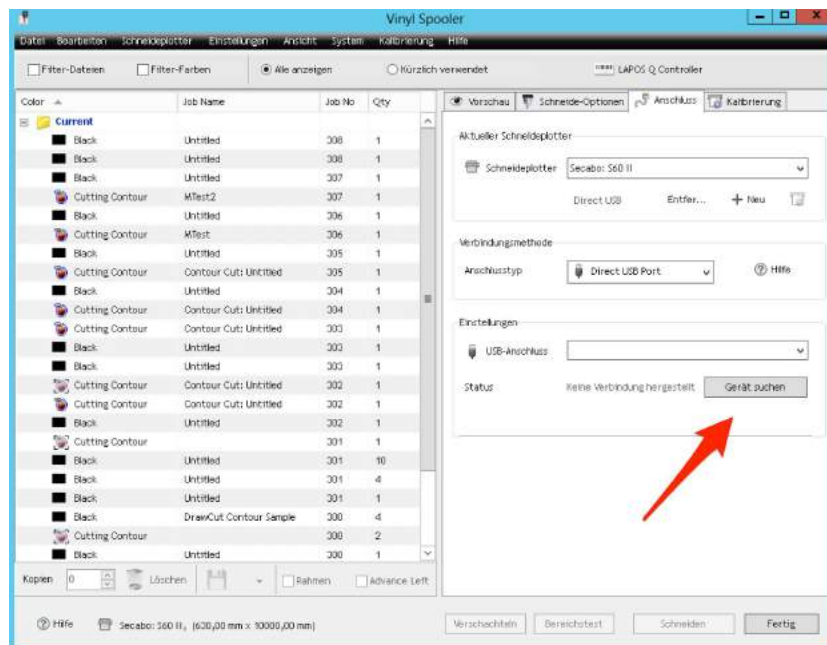 Vinyl Spooler
Datei Bearbeiten Schneideplotter Einstellungen Ansicht System Kalibrierung Hilfe
Filter-Dateien Filter-Farben Alle anzeigen Kürzlich verwendet LAPOS Q Controller
Color Job Name Job No Qty
Current
Black Untitled 308 1
Black Untitled 308 1
Black Untitled 307 1
Cutting Contour MTest2 307 1
Black Untitled 306 1
Cutting Contour MTest 306 1
Black Untitled 305 1
Cutting Contour Contour Cut: Untitled 305 1
Black Untitled 304 1
Cutting Contour Contour Cut: Untitled 304 1
Cutting Contour Contour Cut: Untitled 303 1
Black Untitled 303 1
Black Untitled 303 1
Cutting Contour Contour Cut: Untitled 302 1
Cutting Contour Contour Cut: Untitled 302 1
Black Untitled 302 1
Cutting Contour 301 1
Black Untitled 301 10
Black Untitled 301 4
Black Untitled 301 1
Black DrawCut Contour Sample 300 4
Cutting Contour 300 2
Black Untitled 300 1
Kopien 0 Löschen Rahmen Advance Left
Vorschau Schneide-Optionen Anschluss Kalibrierung
Aktueller Schneideplotter
Schneideplotter Secabo: S60 II
Direct USB Entfer... Neu
Verbindungsmethode
Anschlusstyp Direct USB Port Hilfe
Einstellungen
USB-Anschluss
Status Keine Verbindung hergestellt Gerät suchen
Hilfe Secabo: S60 II, (630,00 mm x 10000,00 mm) Verschachteln Bereichstest Schneiden Fertig